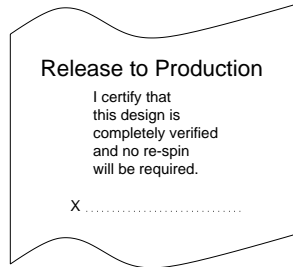 Release to Production
I certify that
this design is
completely verified
and no re-spin
will be required.
X ..............................